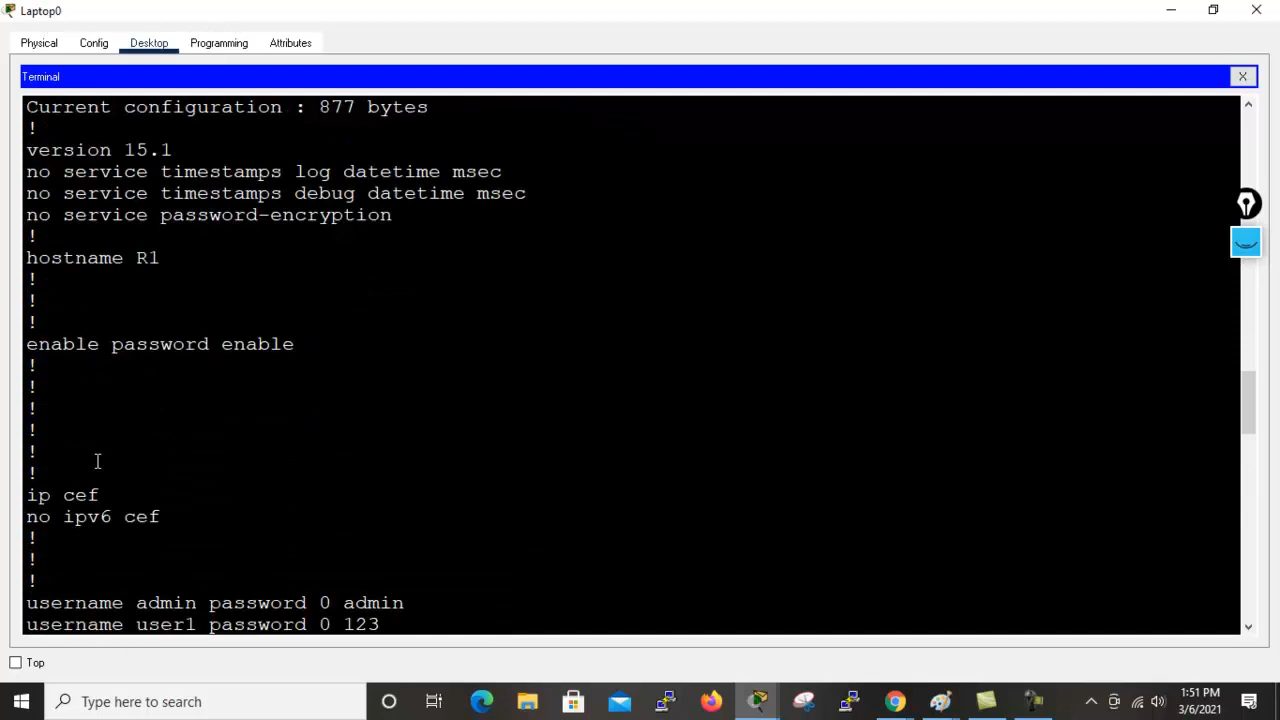 Laptop0
Physical Config Desktop Programming Attributes
Terminal X
Current configuration : 877 bytes
!
version 15.1
no service timestamps log datetime msec
no service timestamps debug datetime msec
no service password-encryption
!
hostname R1
!
!
!
enable password enable
!
!
!
!
!
!
ip cef
no ipv6 cef
!
!
!
username admin password 0 admin
username user1 password 0 123
Top
Type here to search
1:51 PM
3/6/2021